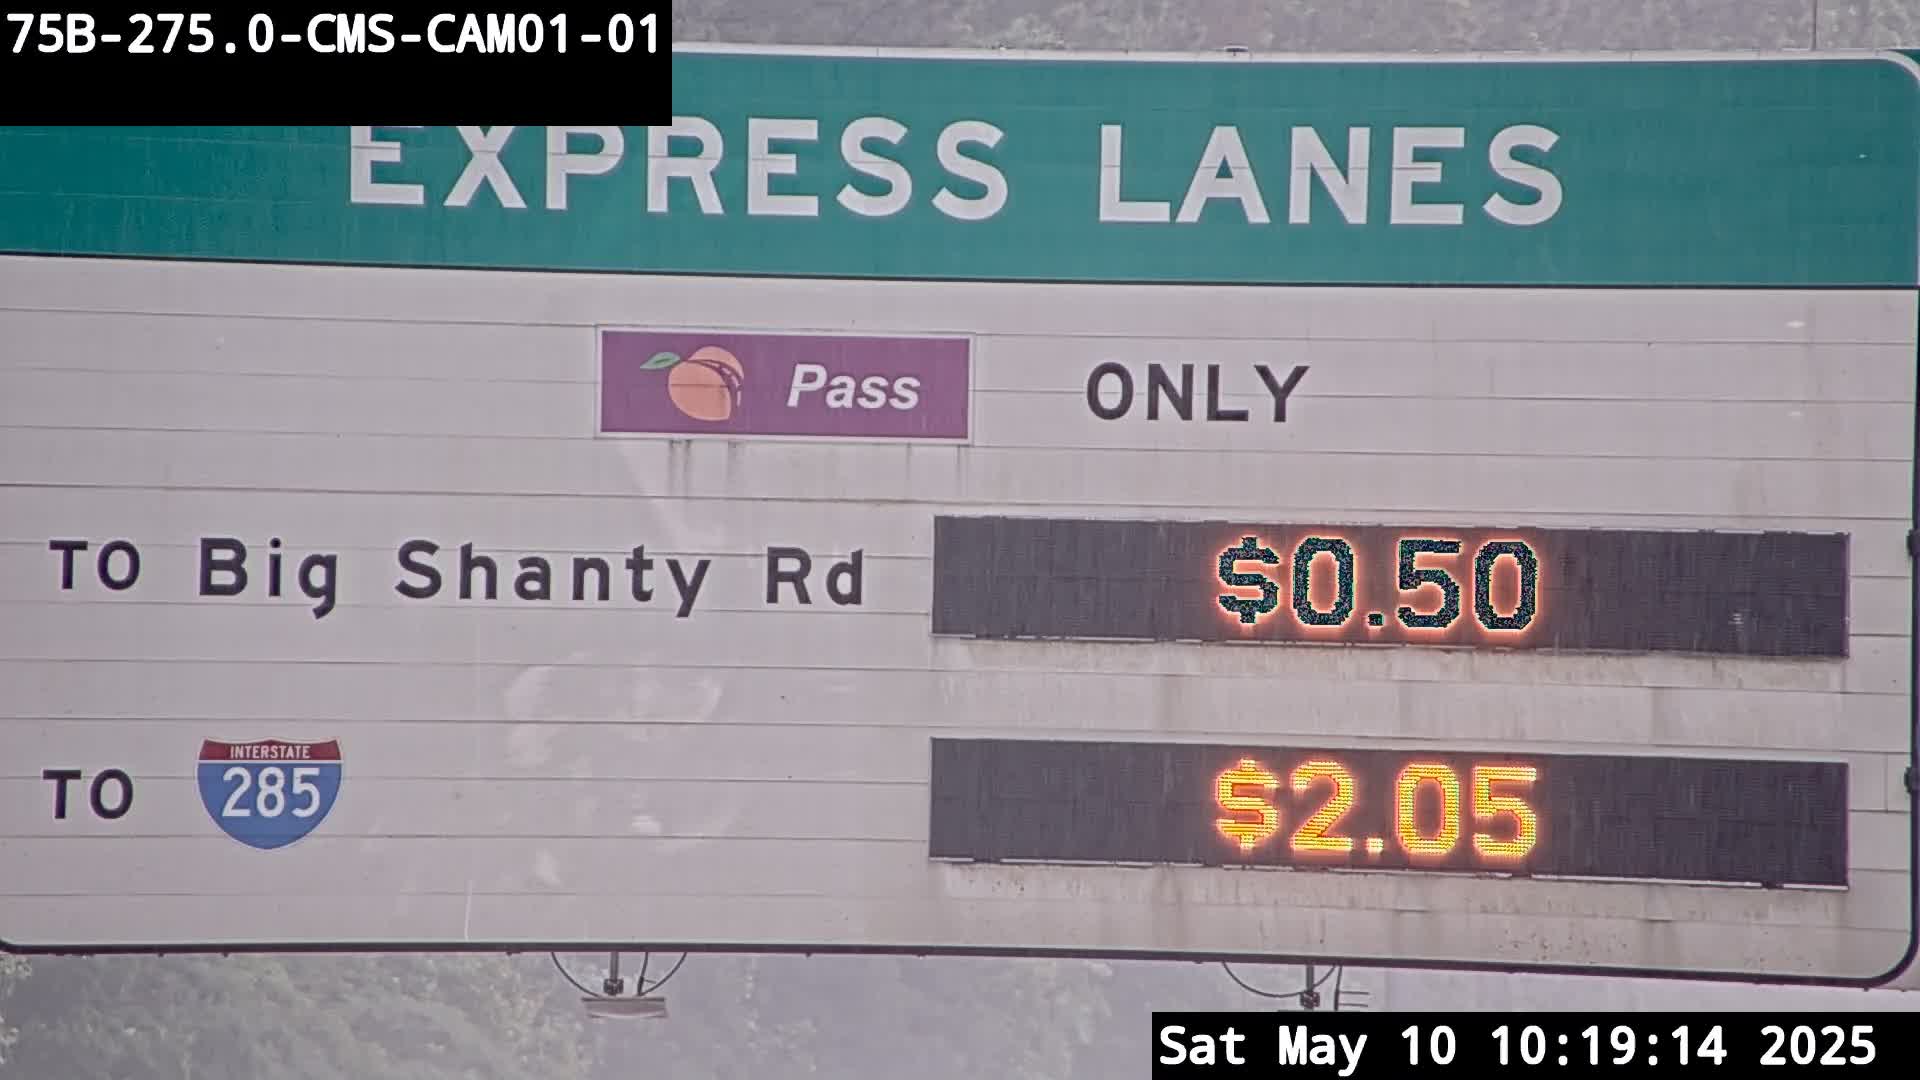 75B-275.0-CMS-CAM01-01
EXPRESS LANES
Pass ONLY
TO Big Shanty Rd $0.50
INTERSTATE
TO 285 $2.05
Sat May 10 10:19:14 2025